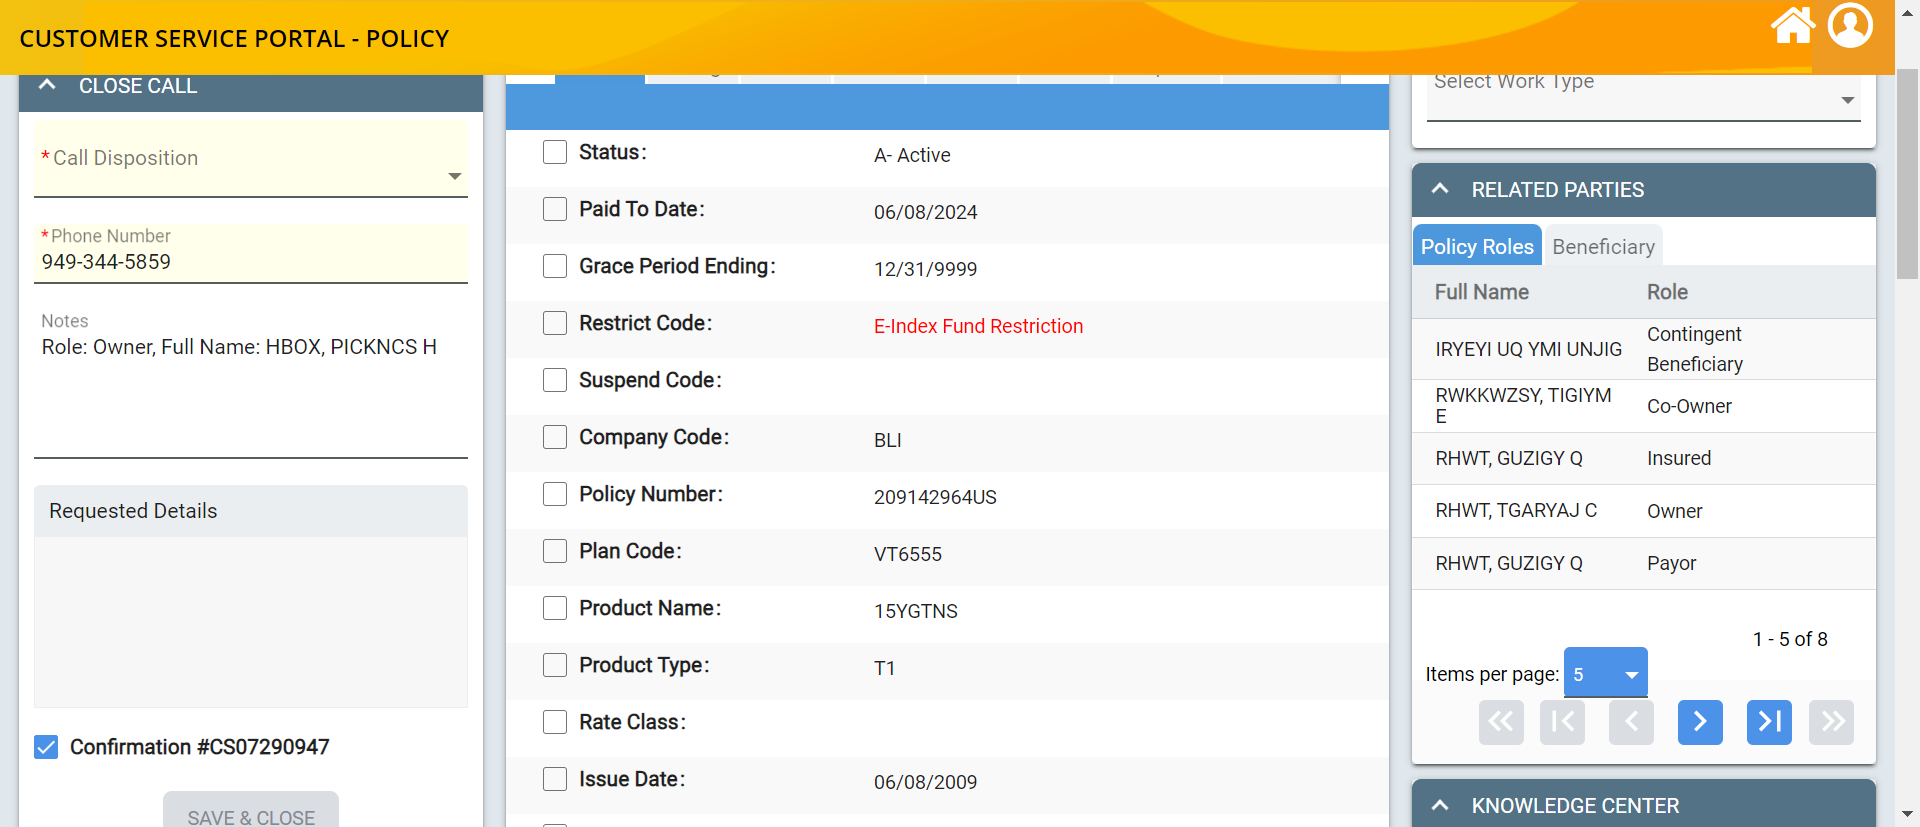 CUSTOMER SERVICE PORTAL - POLICY
CLOSE CALL
* Call Disposition
* Phone Number
949-344-5859
Notes
Role: Owner, Full Name: HBOX, PICKNCS H
Requested Details
Confirmation #CS07290947
SAVE & CLOSE
Status: A- Active
Paid To Date: 06/08/2024
Grace Period Ending: 12/31/9999
Restrict Code: E-Index Fund Restriction
Suspend Code:
Company Code: BLI
Policy Number: 209142964US
Plan Code: VT6555
Product Name: 15YGTNS
Product Type: T1
Rate Class:
Issue Date: 06/08/2009
Select Work Type
RELATED PARTIES
Policy Roles Beneficiary
Full Name Role
IRYEYI UQ YMI UNJIG Contingent Beneficiary
RWKKWZSY, TIGIYM E Co-Owner
RHWT, GUZIGY Q Insured
RHWT, TGARYAJ C Owner
RHWT, GUZIGY Q Payor
1 - 5 of 8
Items per page: 5
KNOWLEDGE CENTER